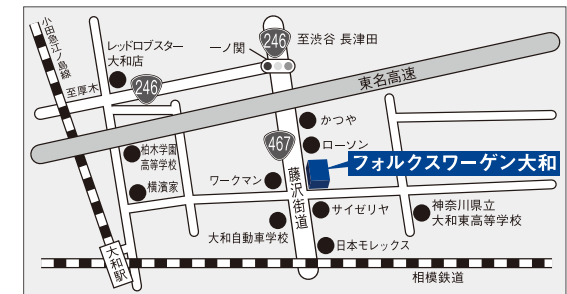 小田急江ノ島線
レッドロブスター
大和店
一ノ関
246
至渋谷 長津田
至厚木
246
東名高速
かつや
467
ローソン
柏木学園
高等学校
フォルクスワーゲン大和
横濱家
ワークマン
藤沢街道
サイゼリヤ
神奈川県立
大和東高等学校
大和自動車学校
日本モレックス
大和駅
相模鉄道